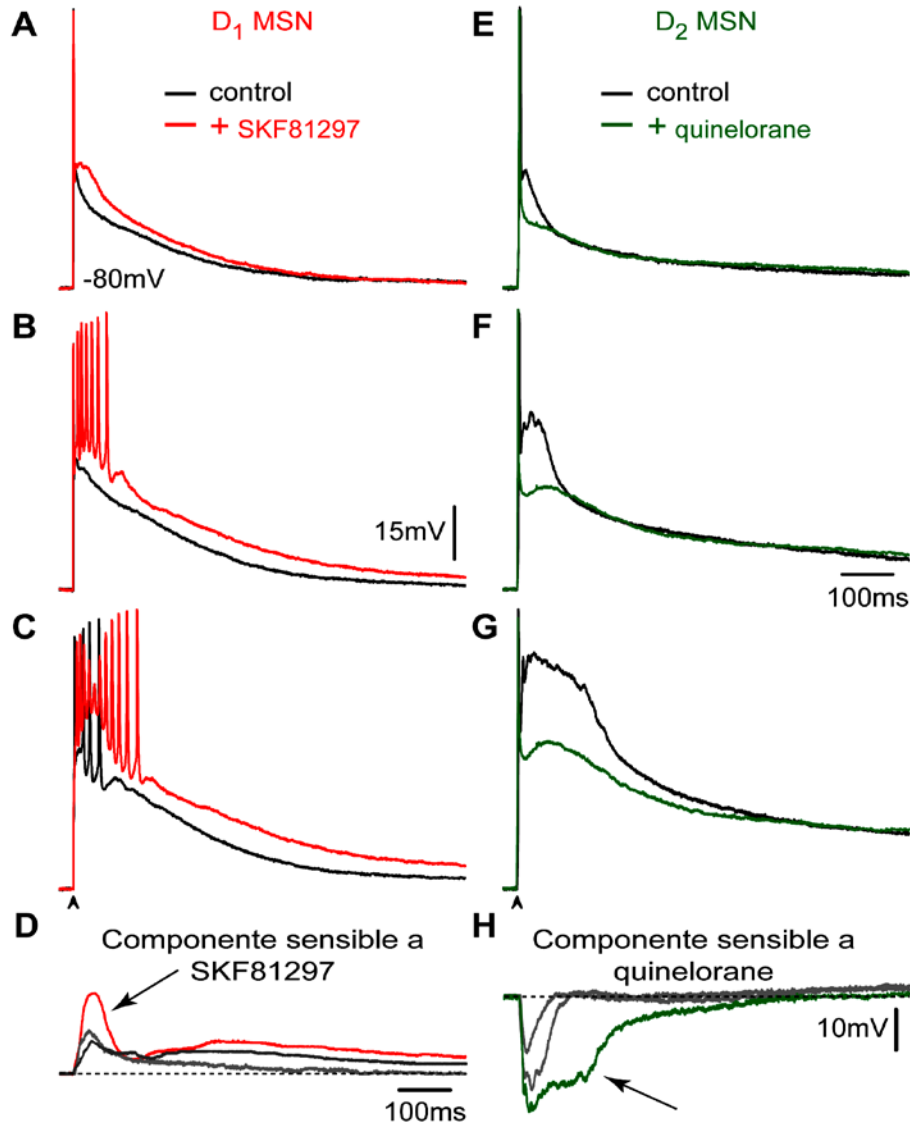 A
D1 MSN
control
+ SKF81297
-80mV
B
15mV
C
D
Componente sensible a
SKF81297
100ms
E
D2 MSN
control
+ quinelorane
F
100ms
G
H
Componente sensible a
quinelorane
10mV